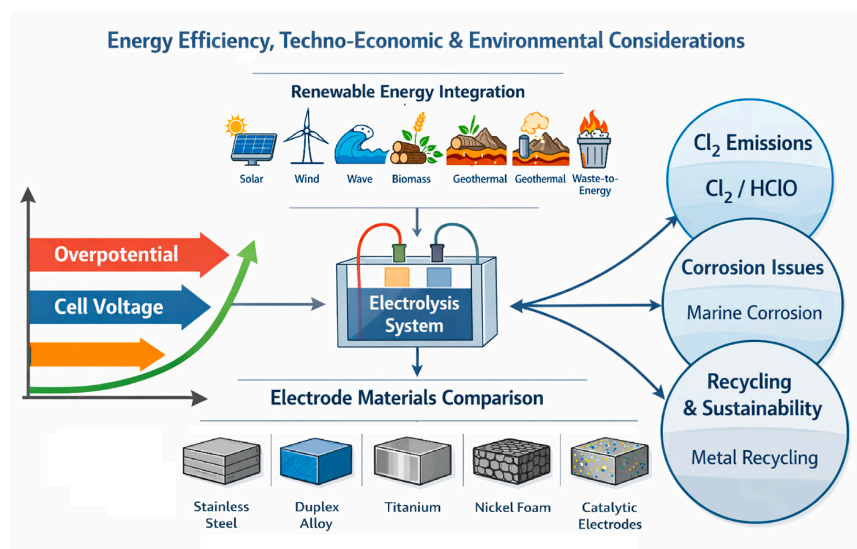 Energy Efficiency, Techno-Economic & Environmental Considerations
Renewable Energy Integration
Solar
Wind
Wave
Biomass
Geothermal
Geothermal
Waste-to-
Energy
Overpotential
Cell Voltage
Electrolysis
System
Cl₂ Emissions
Cl₂ / HClO
Corrosion Issues
Marine Corrosion
Recycling
& Sustainability
Metal Recycling
Electrode Materials Comparison
Stainless
Steel
Duplex
Alloy
Titanium
Nickel Foam
Catalytic
Electrodes